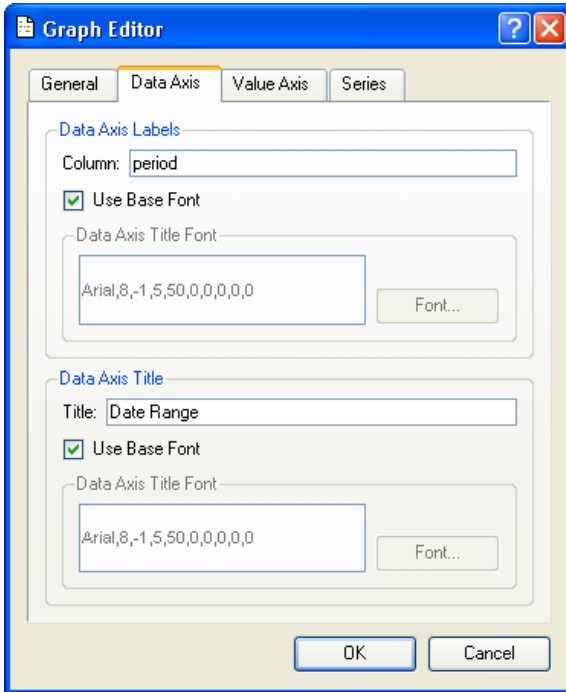 Graph Editor
General Data Axis Value Axis Series
Data Axis Labels
Column: period
Use Base Font
Data Axis Title Font
Arial,8,-1,5,50,0,0,0,0,0
Font...
Data Axis Title
Title: Date Range
Use Base Font
Data Axis Title Font
Arial,8,-1,5,50,0,0,0,0,0
Font...
OK Cancel